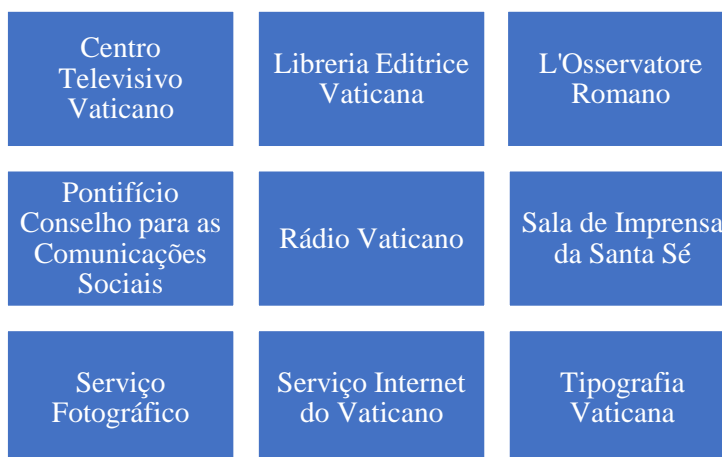 Centro
Televisivo
Vaticano
Libreria Editrice
Vaticana
L'Osservatore
Romano
Pontifício
Conselho para as
Comunicações
Sociais
Rádio Vaticano
Sala de Imprensa
da Santa Sé
Serviço
Fotográfico
Serviço Internet
do Vaticano
Tipografia
Vaticana